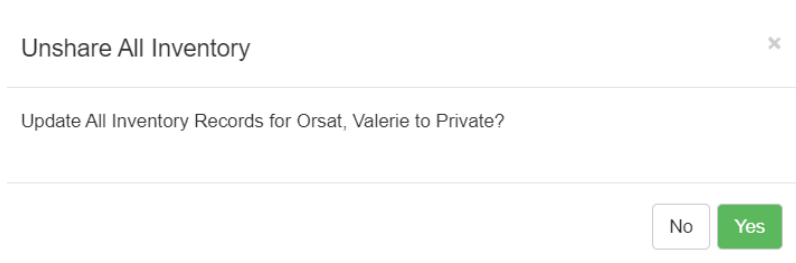 Unshare All Inventory ×
Update All Inventory Records for Orsat, Valerie to Private?
No Yes